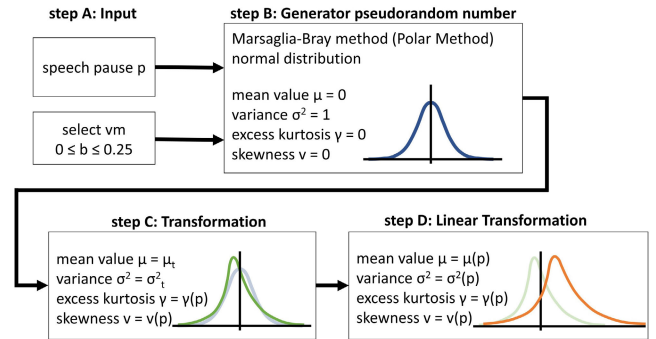 step A: Input
speech pause p
select vm
0 ≤ b ≤ 0.25
step B: Generator pseudorandom number
Marsaglia-Bray method (Polar Method)
normal distribution
mean value μ = 0
variance σ² = 1
excess kurtosis γ = 0
skewness v = 0
step C: Transformation
mean value μ = μₜ
variance σ² = σ²ₜ
excess kurtosis γ = γ(p)
skewness v = v(p)
step D: Linear Transformation
mean value μ = μ(p)
variance σ² = σ²(p)
excess kurtosis γ = γ(p)
skewness v = v(p)